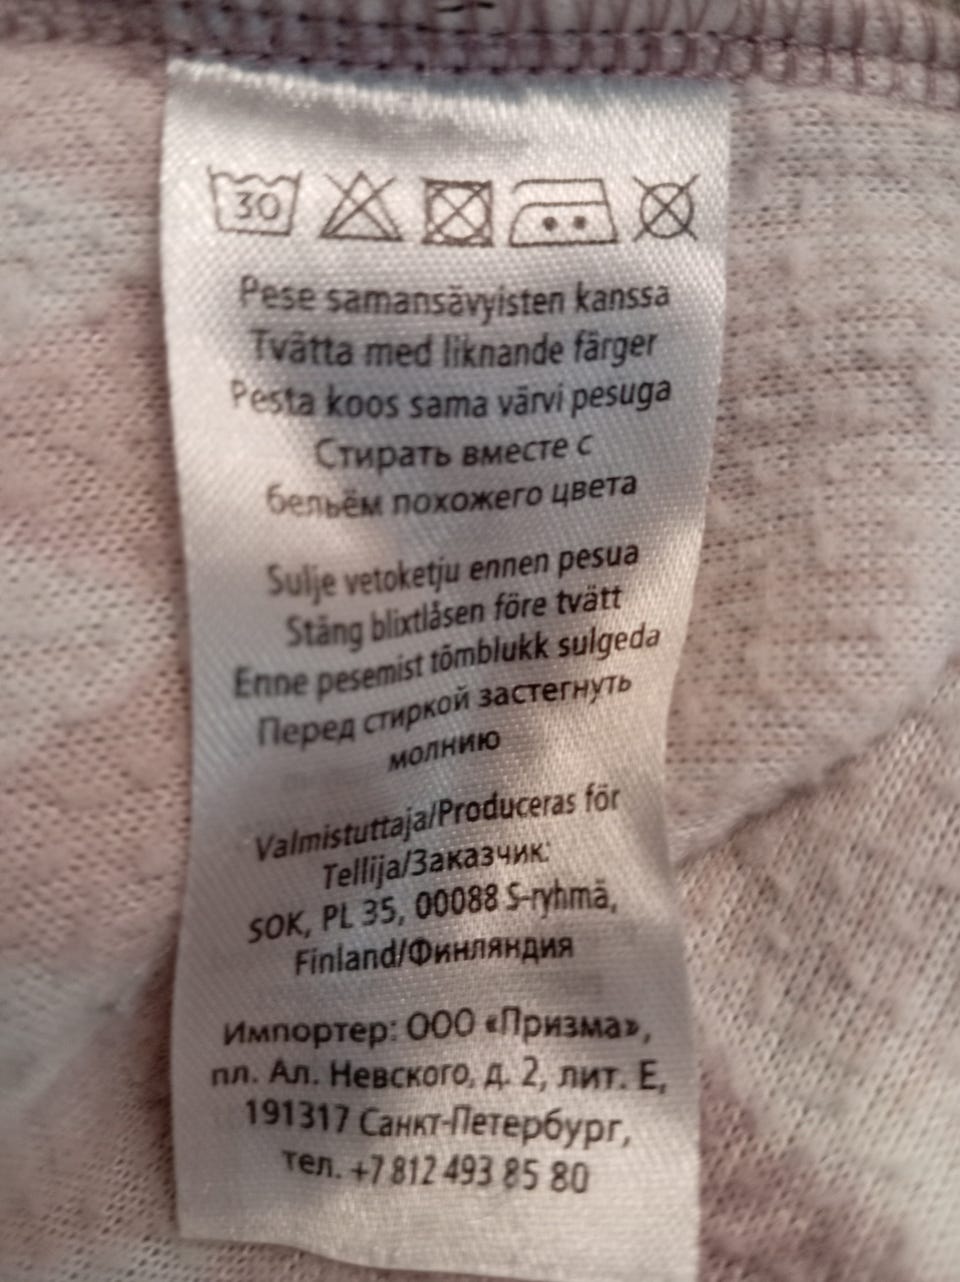 30
Pese samansävyisten kanssa
Tvätta med liknande färger
Pesta koos sama värvi pesuga
Стирать вместе с
бельём похожего цвета
Sulje vetoketju ennen pesua
Stäng blixtlåsen före tvätt
Enne pesemist tõmblukk sulgeda
Перед стиркой застегнуть
молнию
Valmistuttaja/Produceras för
Tellija/Заказчик:
SOK, PL 35, 00088 S-ryhmä,
Finland/Финляндия
Импортер: ООО «Призма»,
пл. Ал. Невского, д. 2, лит. Е,
191317 Санкт-Петербург,
тел. +7 812 493 85 80